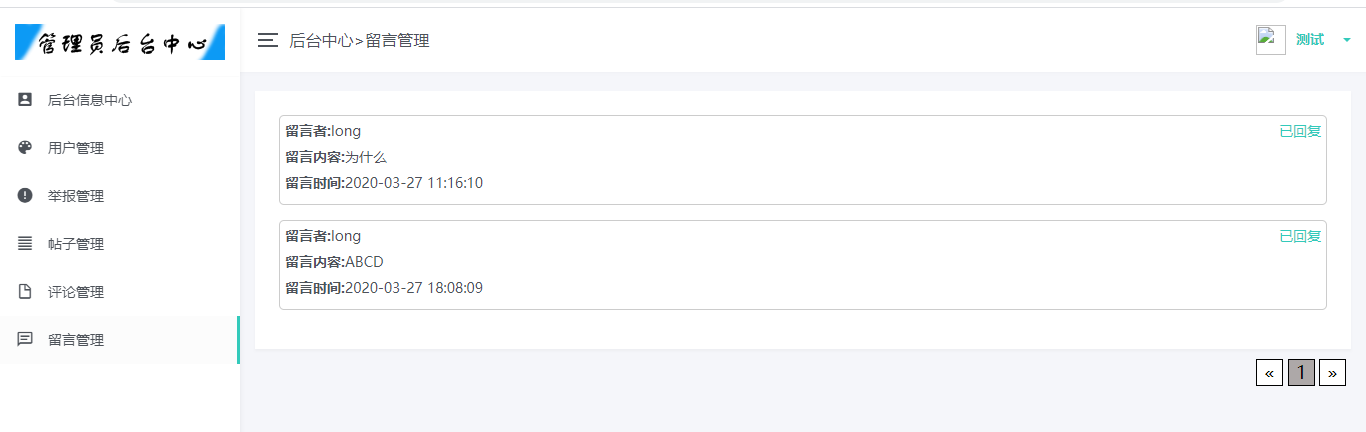 管理员后台中心
后台中心>留言管理
测试
后台信息中心
用户管理
举报管理
帖子管理
评论管理
留言管理
留言者:long
已回复
留言内容:为什么
留言时间:2020-03-27 11:16:10
留言者:long
已回复
留言内容:ABCD
留言时间:2020-03-27 18:08:09
« 1 »